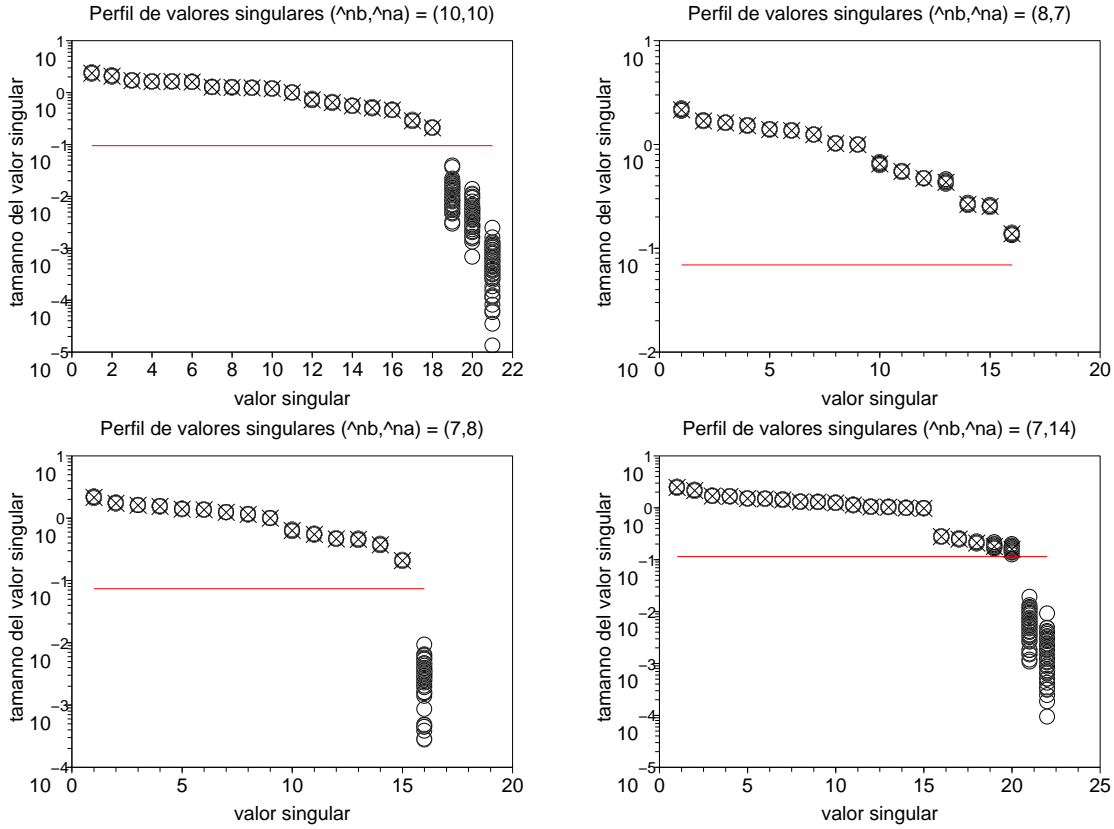 Perfil de valores singulares (^nb,^na) = (10,10)
tamanno del valor singular
10 1
10 0
10 −1
10 −2
10 −3
10 −4
10 −5
0 2 4 6 8 10 12 14 16 18 20 22
valor singular
Perfil de valores singulares (^nb,^na) = (8,7)
tamanno del valor singular
10 1
10 0
10 −1
10 −2
0 5 10 15 20
valor singular
Perfil de valores singulares (^nb,^na) = (7,8)
tamanno del valor singular
10 1
10 0
10 −1
10 −2
10 −3
10 −4
0 5 10 15 20
valor singular
Perfil de valores singulares (^nb,^na) = (7,14)
tamanno del valor singular
10 1
10 0
10 −1
10 −2
10 −3
10 −4
10 −5
0 5 10 15 20 25
valor singular